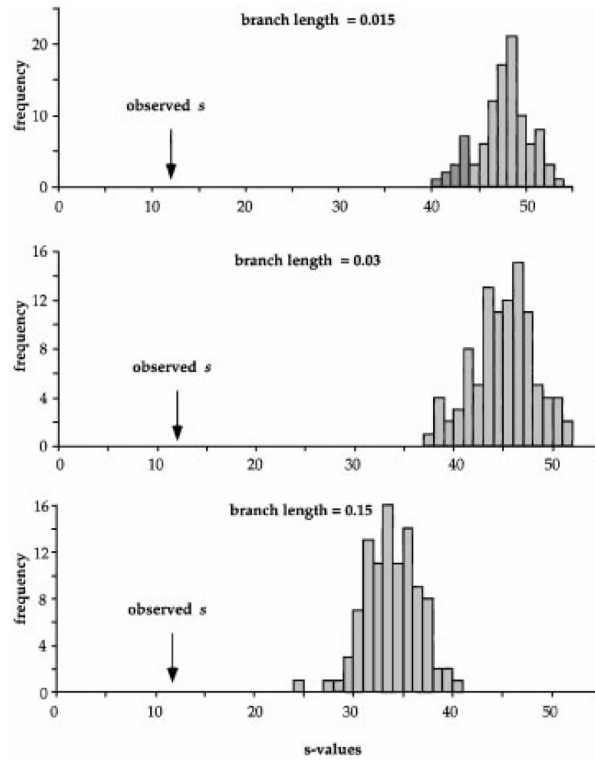 branch length = 0.015
frequency
20
10
0
observed s
0 10 20 30 40 50
branch length = 0.03
frequency
16
12
8
4
0
observed s
0 10 20 30 40 50
branch length = 0.15
frequency
16
12
8
4
0
observed s
0 10 20 30 40 50
s-values